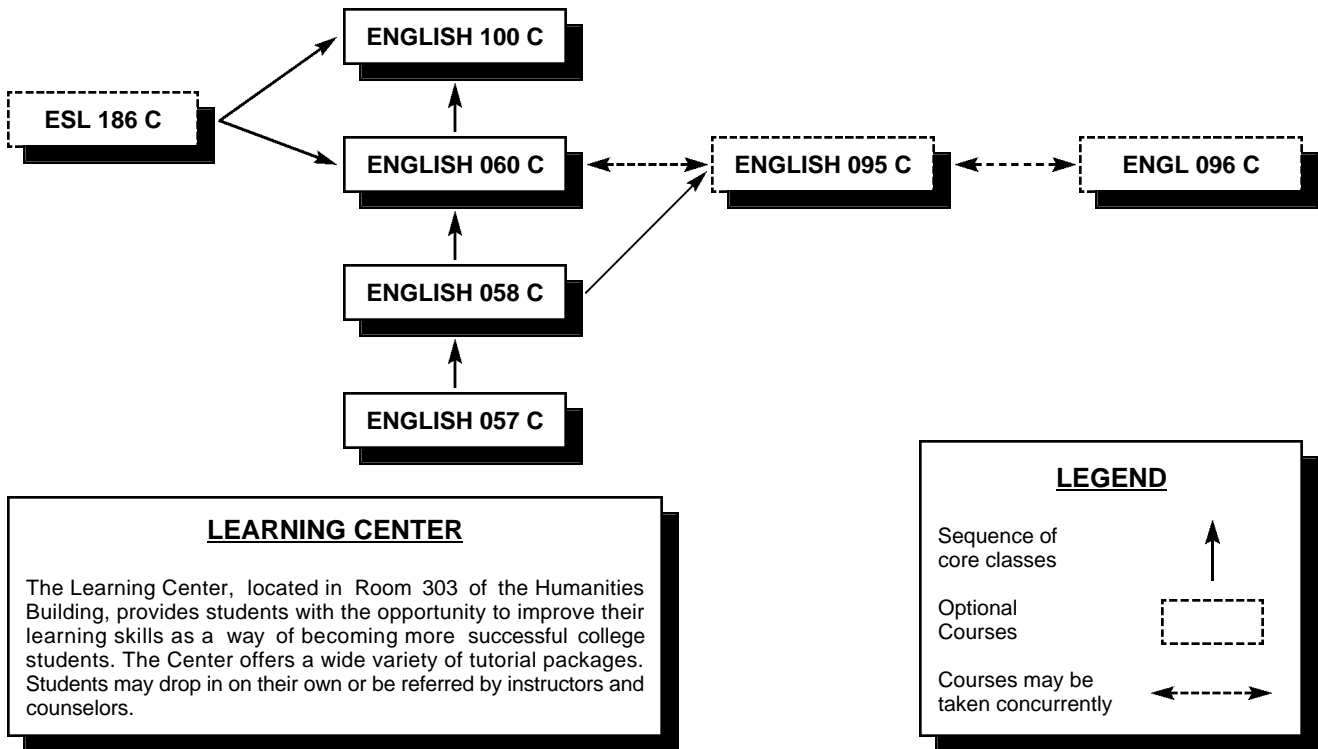 ENGLISH 100 C
ESL 186 C
ENGLISH 060 C
ENGLISH 095 C
ENGL 096 C
ENGLISH 058 C
ENGLISH 057 C
LEARNING CENTER
The Learning Center, located in Room 303 of the Humanities
Building, provides students with the opportunity to improve their
learning skills as a way of becoming more successful college
students. The Center offers a wide variety of tutorial packages.
Students may drop in on their own or be referred by instructors and
counselors.
LEGEND
Sequence of
core classes
Optional
Courses
Courses may be
taken concurrently